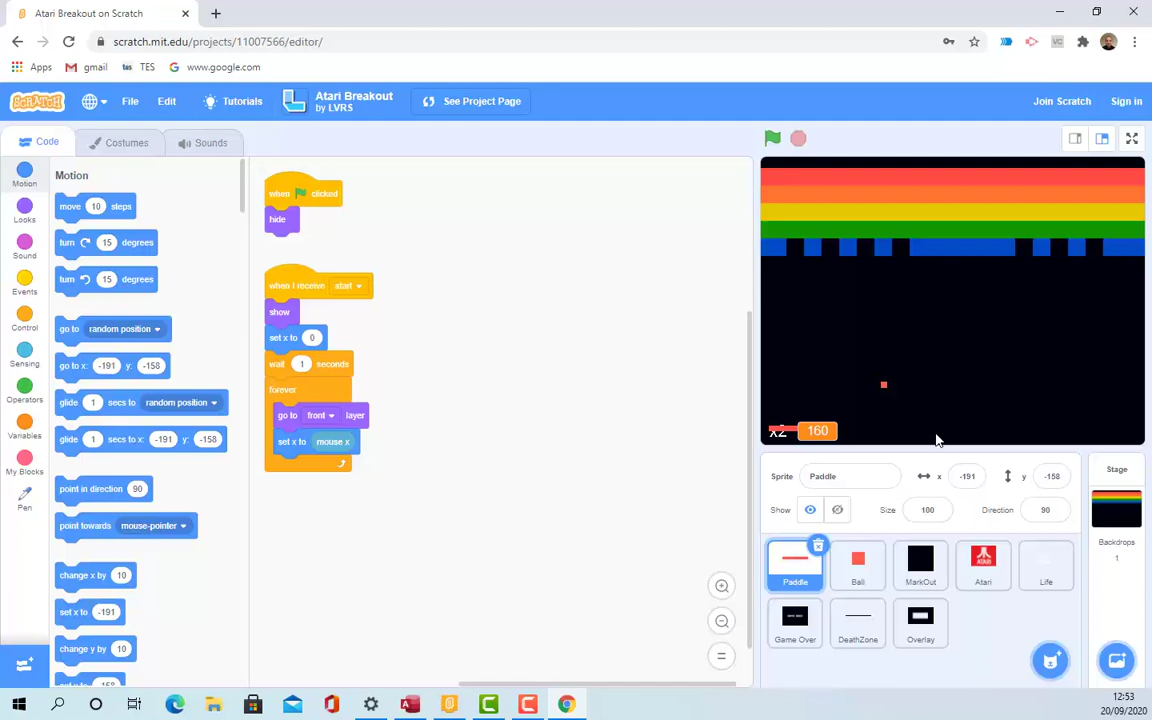 Atari Breakout on Scratch
scratch.mit.edu/projects/11007566/editor/
Apps gmail tes TES www.google.com
SCRATCH File Edit Tutorials Atari Breakout by LVRS See Project Page Join Scratch Sign in
Code Costumes Sounds
Motion
Looks
Sound
Events
Control
Sensing
Operators
Variables
My Blocks
Pen
Motion
move 10 steps
turn 15 degrees
turn 15 degrees
go to random position
go to x: -191 y: -158
glide 1 secs to random position
glide 1 secs to x: -191 y: -158
point in direction 90
point towards mouse-pointer
change x by 10
set x to -191
change y by 10
when clicked
hide
when I receive start
show
set x to 0
wait 1 seconds
forever
go to front layer
set x to mouse x
x2 160
Sprite Paddle x -191 y -158
Show Size 100 Direction 90
Paddle Ball MarkOut Atari Life
Game Over DeathZone Overlay
Stage
Backdrops
1
12:53
20/09/2020